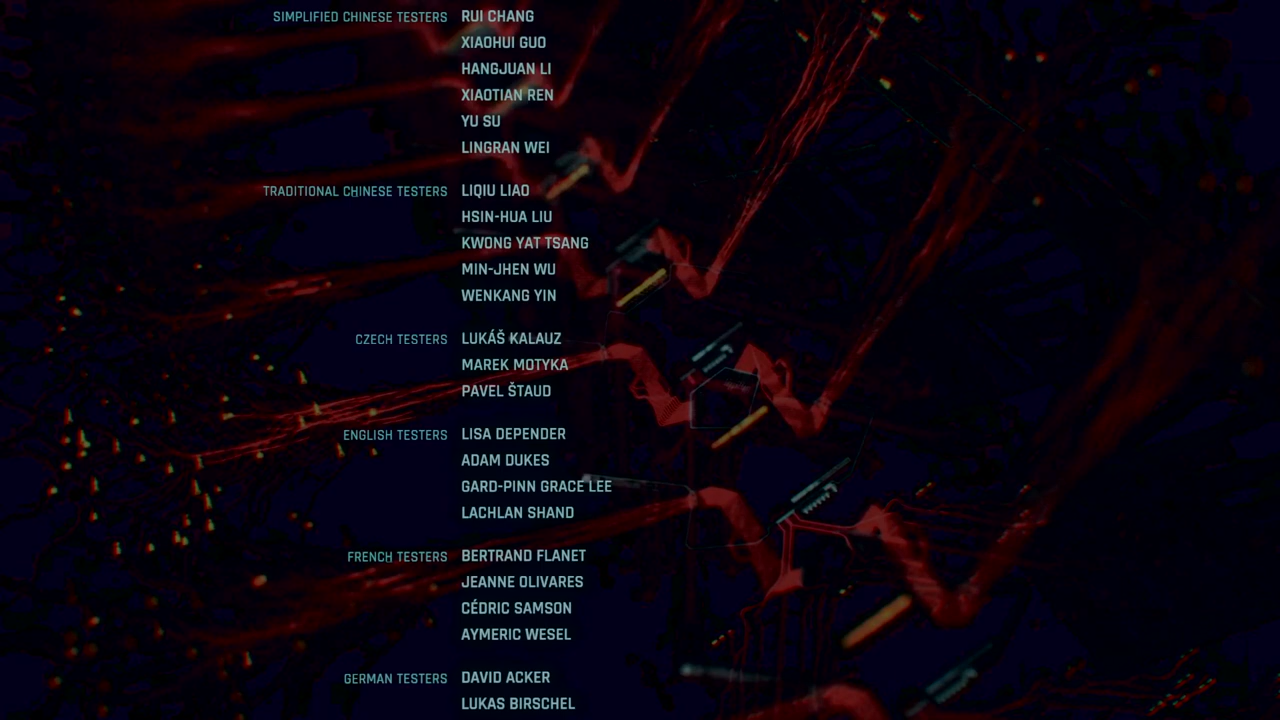 SIMPLIFIED CHINESE TESTERS RUI CHANG
XIAOHUI GUO
HANGJUAN LI
XIAOTIAN REN
YU SU
LINGRAN WEI
TRADITIONAL CHINESE TESTERS LIQIU LIAO
HSIN-HUA LIU
KWONG YAT TSANG
MIN-JHEN WU
WENKANG YIN
CZECH TESTERS LUKÁŠ KALAUZ
MAREK MOTYKA
PAVEL ŠTAUD
ENGLISH TESTERS LISA DEPENDER
ADAM DUKES
GARD-PINN GRACE LEE
LACHLAN SHAND
FRENCH TESTERS BERTRAND FLANET
JEANNE OLIVARES
CÉDRIC SAMSON
AYMERIC WESEL
GERMAN TESTERS DAVID ACKER
LUKAS BIRSCHEL